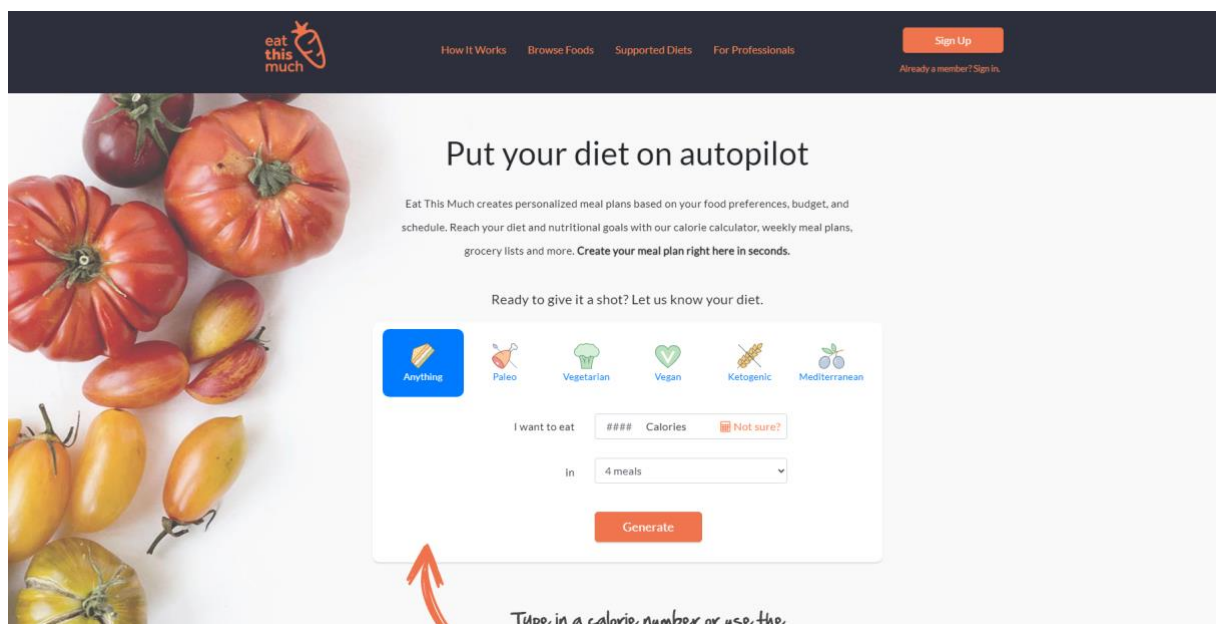 eat
this
much
How It Works Browse Foods Supported Diets For Professionals
Sign Up
Already a member? Sign in.
Put your diet on autopilot
Eat This Much creates personalized meal plans based on your food preferences, budget, and
schedule. Reach your diet and nutritional goals with our calorie calculator, weekly meal plans,
grocery lists and more. Create your meal plan right here in seconds.
Ready to give it a shot? Let us know your diet.
Anything Paleo Vegetarian Vegan Ketogenic Mediterranean
I want to eat #### Calories Not sure?
in 4 meals
Generate
Type in a calorie number or use the